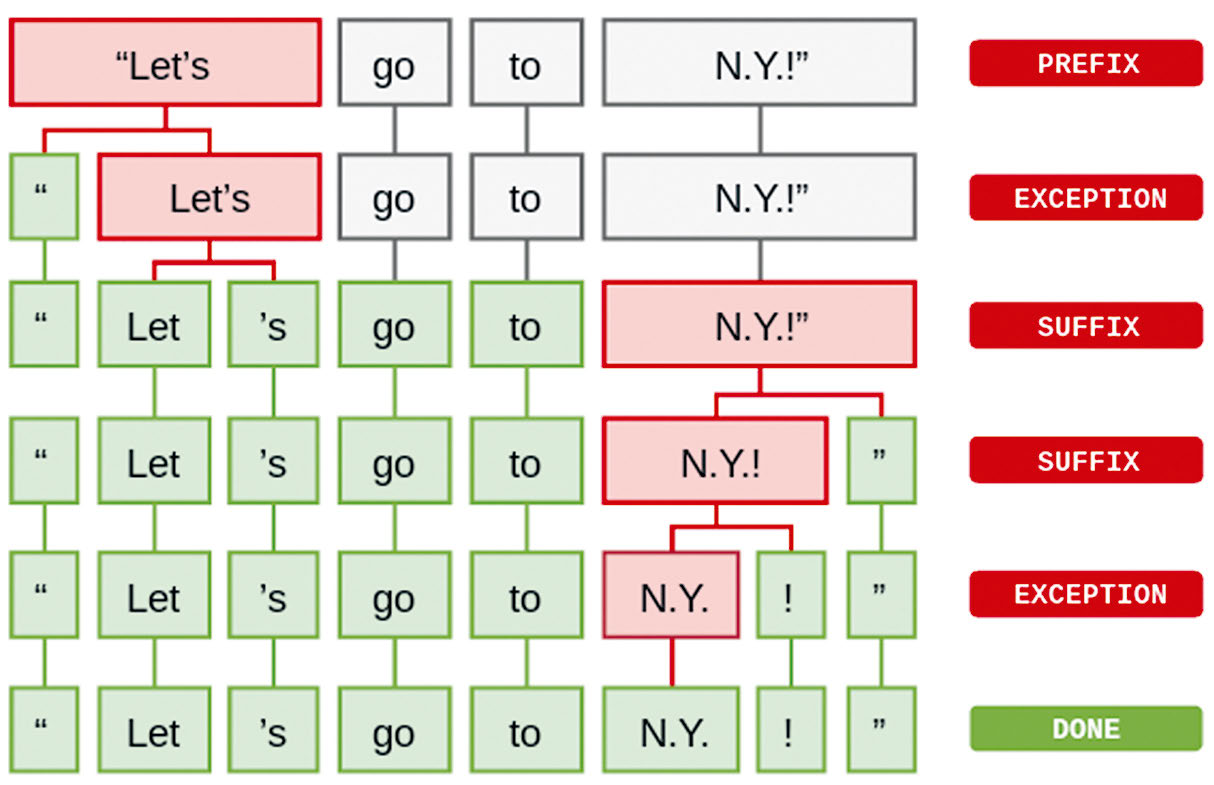 “Let’s go to N.Y.!” PREFIX
“ Let’s go to N.Y.!” EXCEPTION
“ Let ’s go to N.Y.!” SUFFIX
“ Let ’s go to N.Y.! ” SUFFIX
“ Let ’s go to N.Y. ! ” EXCEPTION
“ Let ’s go to N.Y. ! ” DONE